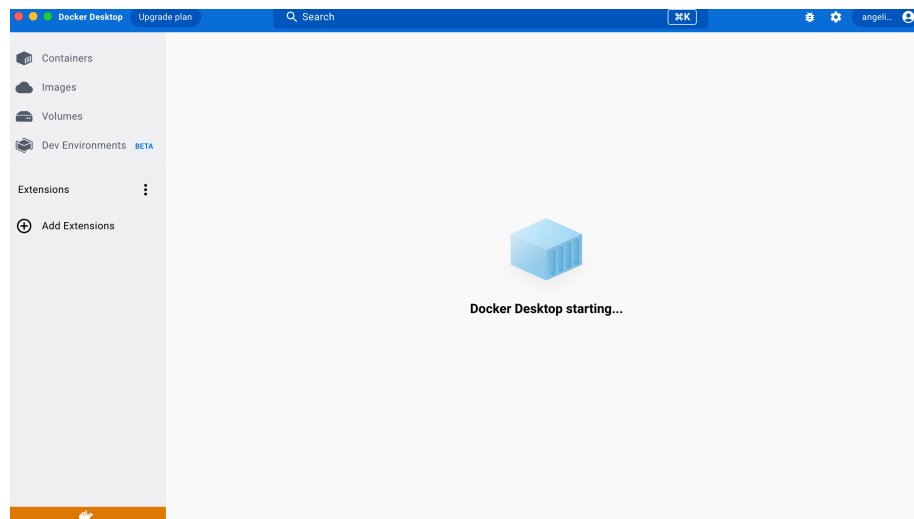 Docker Desktop Upgrade plan Search ⌘K angeli...
Containers
Images
Volumes
Dev Environments BETA
Extensions
Add Extensions
Docker Desktop starting...